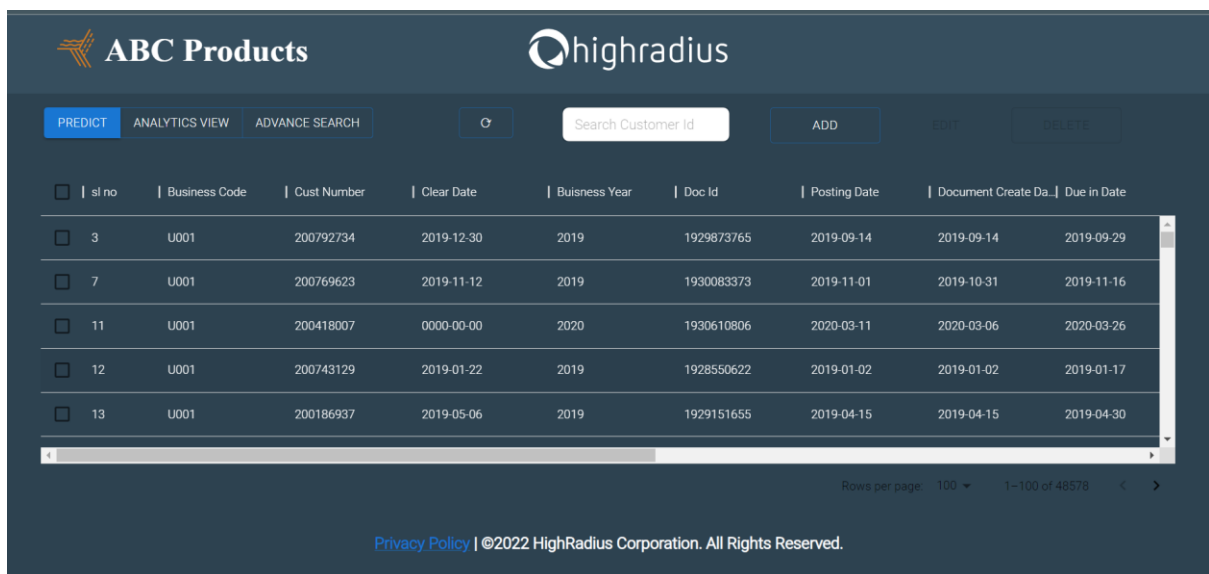 ABC Products highradius
PREDICT ANALYTICS VIEW ADVANCE SEARCH Search Customer Id ADD EDIT DELETE
sl no Business Code Cust Number Clear Date Buisness Year Doc Id Posting Date Document Create Da... Due in Date
3 U001 200792734 2019-12-30 2019 1929873765 2019-09-14 2019-09-14 2019-09-29
7 U001 200769623 2019-11-12 2019 1930083373 2019-11-01 2019-10-31 2019-11-16
11 U001 200418007 0000-00-00 2020 1930610806 2020-03-11 2020-03-06 2020-03-26
12 U001 200743129 2019-01-22 2019 1928550622 2019-01-02 2019-01-02 2019-01-17
13 U001 200186937 2019-05-06 2019 1929151655 2019-04-15 2019-04-15 2019-04-30
Rows per page: 100 1–100 of 48578
Privacy Policy | ©2022 HighRadius Corporation. All Rights Reserved.